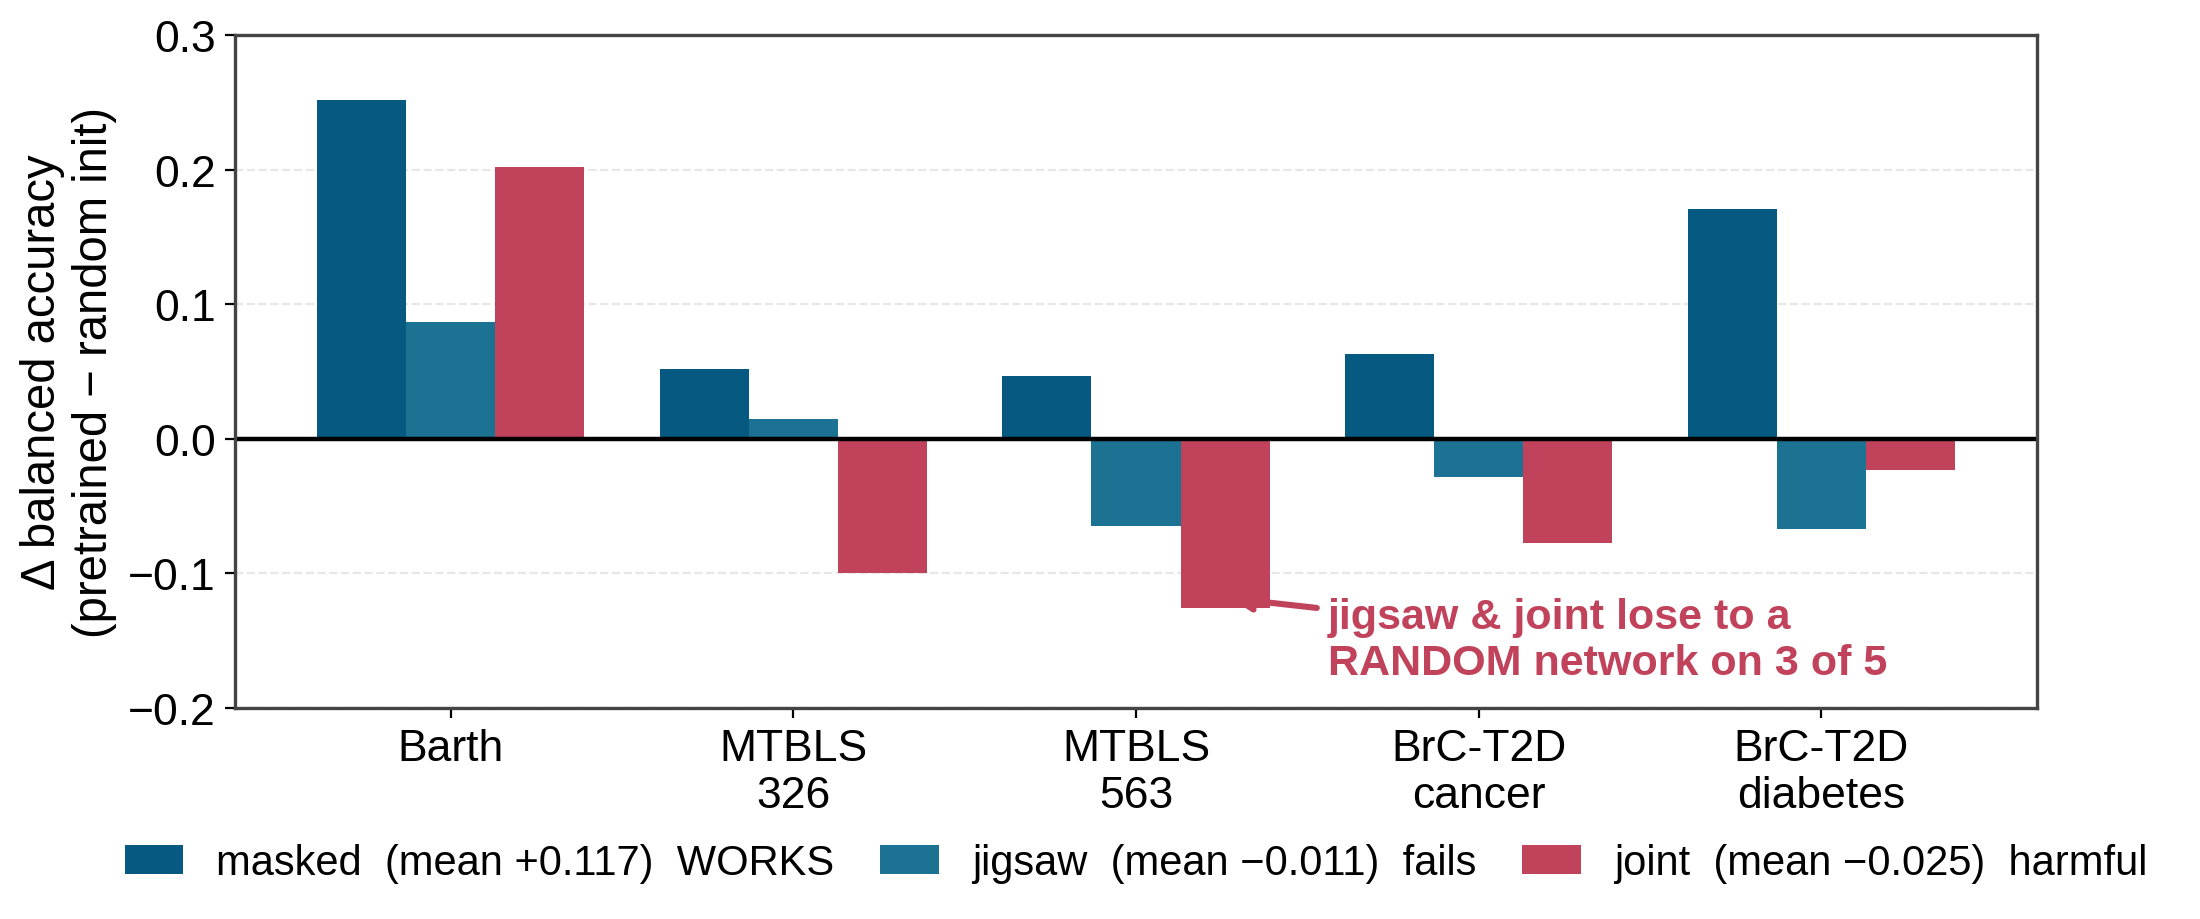 Δ balanced accuracy
(pretrained − random init)
0.3
0.2
0.1
0.0
−0.1
−0.2
jigsaw & joint lose to a
RANDOM network on 3 of 5
Barth
MTBLS
326
MTBLS
563
BrC-T2D
cancer
BrC-T2D
diabetes
masked (mean +0.117) WORKS
jigsaw (mean −0.011) fails
joint (mean −0.025) harmful